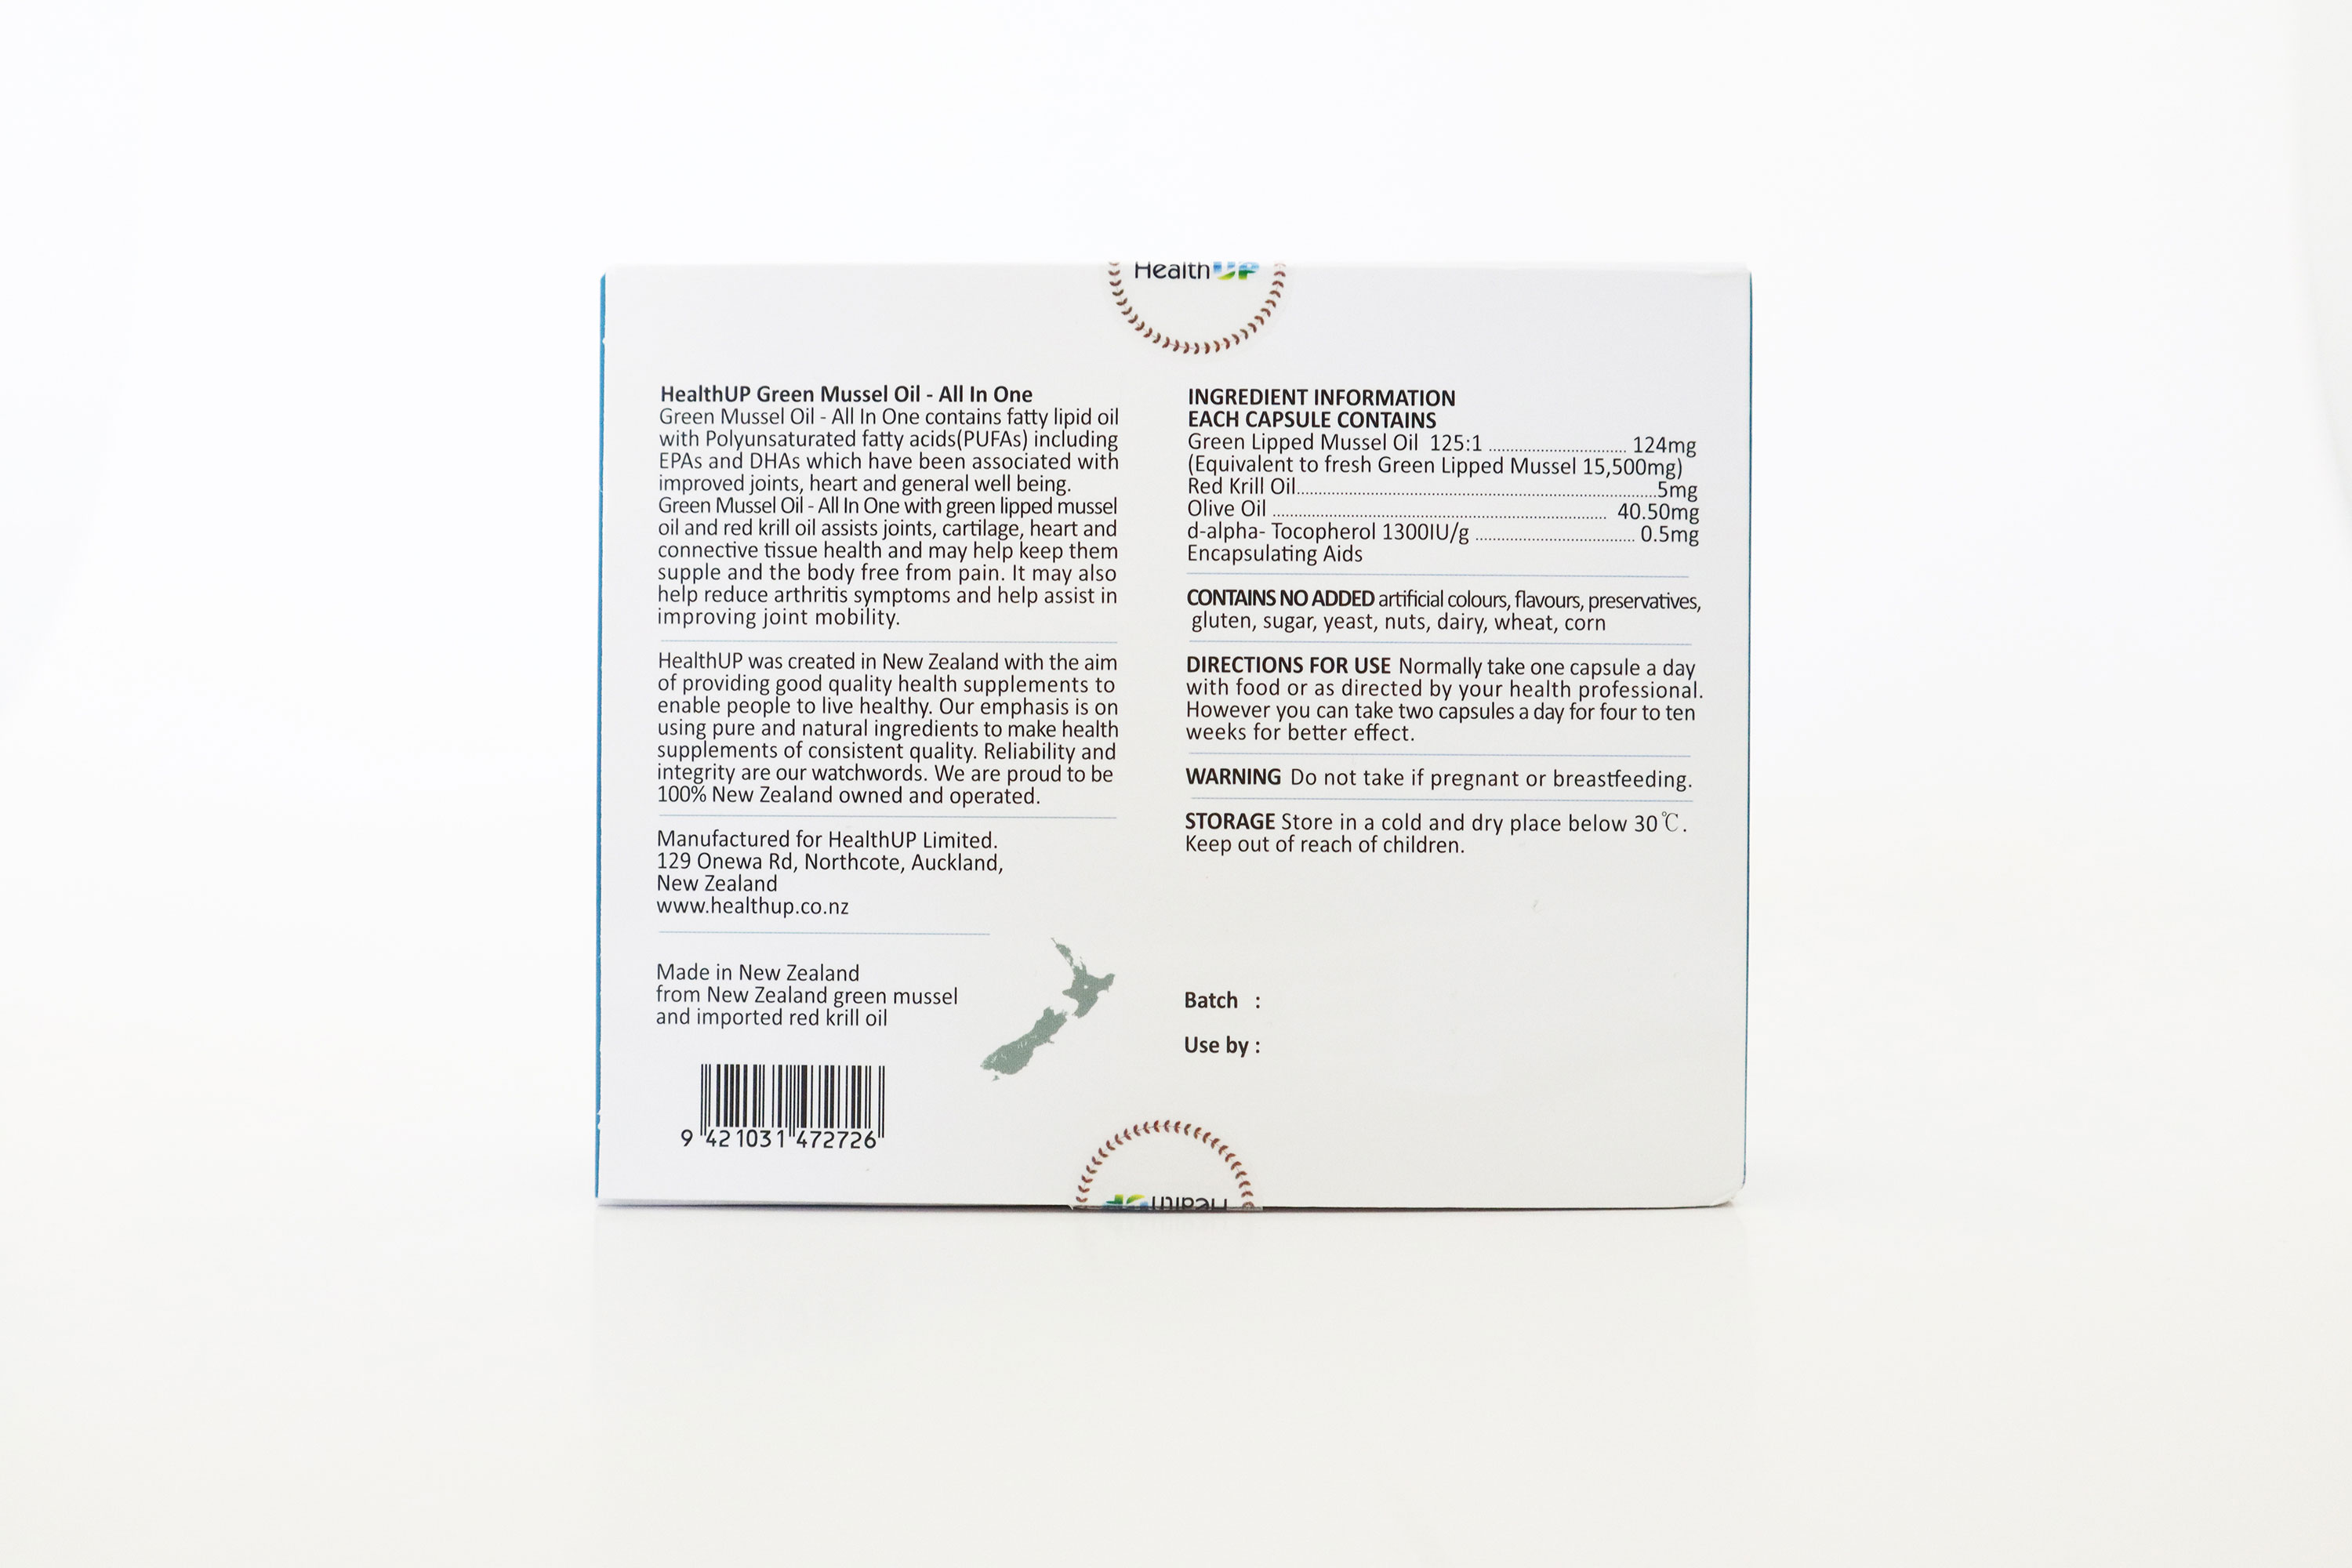 HealthUP
HealthUP Green Mussel Oil - All In One
Green Mussel Oil - All In One contains fatty lipid oil
with Polyunsaturated fatty acids(PUFAs) including
EPAs and DHAs which have been associated with
improved joints, heart and general well being.
Green Mussel Oil - All In One with green lipped mussel
oil and red krill oil assists joints, cartilage, heart and
connective tissue health and may help keep them
supple and the body free from pain. It may also
help reduce arthritis symptoms and help assist in
improving joint mobility.
HealthUP was created in New Zealand with the aim
of providing good quality health supplements to
enable people to live healthy. Our emphasis is on
using pure and natural ingredients to make health
supplements of consistent quality. Reliability and
integrity are our watchwords. We are proud to be
100% New Zealand owned and operated.
Manufactured for HealthUP Limited.
129 Onewa Rd, Northcote, Auckland,
New Zealand
www.healthup.co.nz
Made in New Zealand
from New Zealand green mussel
and imported red krill oil
9 421031 472726
INGREDIENT INFORMATION
EACH CAPSULE CONTAINS
Green Lipped Mussel Oil 125:1 ........................... 124mg
(Equivalent to fresh Green Lipped Mussel 15,500mg)
Red Krill Oil...........................................................................5mg
Olive Oil ...................................................................... 40.50mg
d-alpha- Tocopherol 1300IU/g ................................. 0.5mg
Encapsulating Aids
CONTAINS NO ADDED artificial colours, flavours, preservatives,
gluten, sugar, yeast, nuts, dairy, wheat, corn
DIRECTIONS FOR USE Normally take one capsule a day
with food or as directed by your health professional.
However you can take two capsules a day for four to ten
weeks for better effect.
WARNING Do not take if pregnant or breastfeeding.
STORAGE Store in a cold and dry place below 30℃.
Keep out of reach of children.
Batch :
Use by :
HealthUP